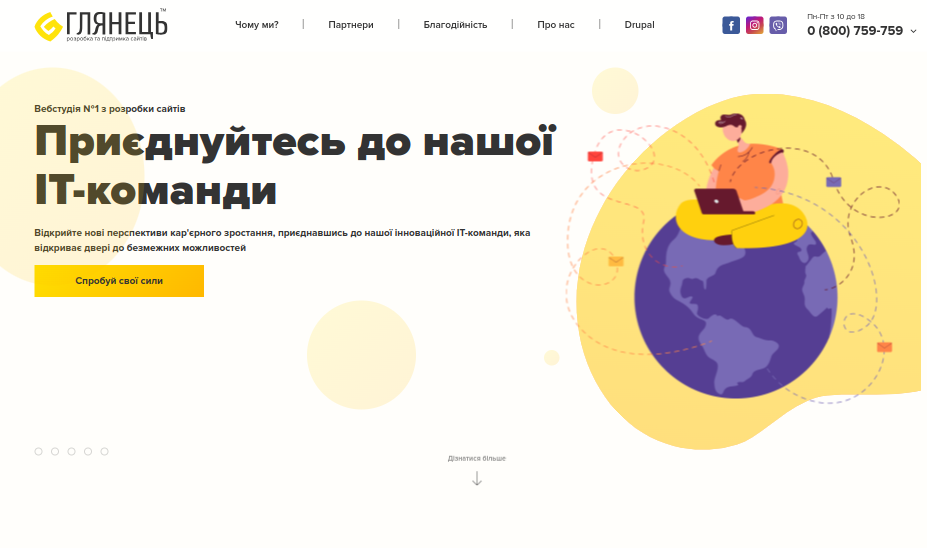 ГЛЯНЕЦЬ™
розробка та підтримка сайтів
Чому ми? | Партнери | Благодійність | Про нас | Drupal
Пн-Пт з 10 до 18
0 (800) 759-759
Вебстудія №1 з розробки сайтів
Приєднуйтесь до нашої
ІТ-команди
Відкрийте нові перспективи кар'єрного зростання, приєднавшись до нашої інноваційної ІТ-команди, яка
відкриває двері до безмежних можливостей
Спробуй свої сили
Дізнатися більше